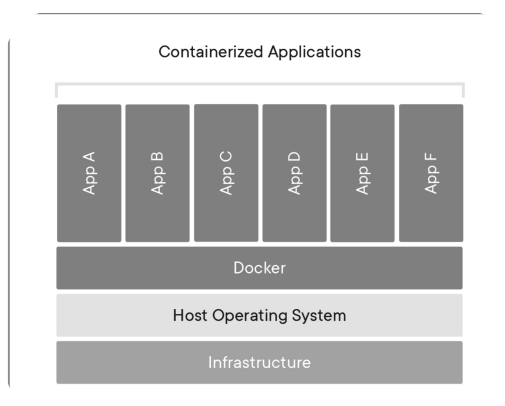 Containerized Applications
App A
App B
App C
App D
App E
App F
Docker
Host Operating System
Infrastructure